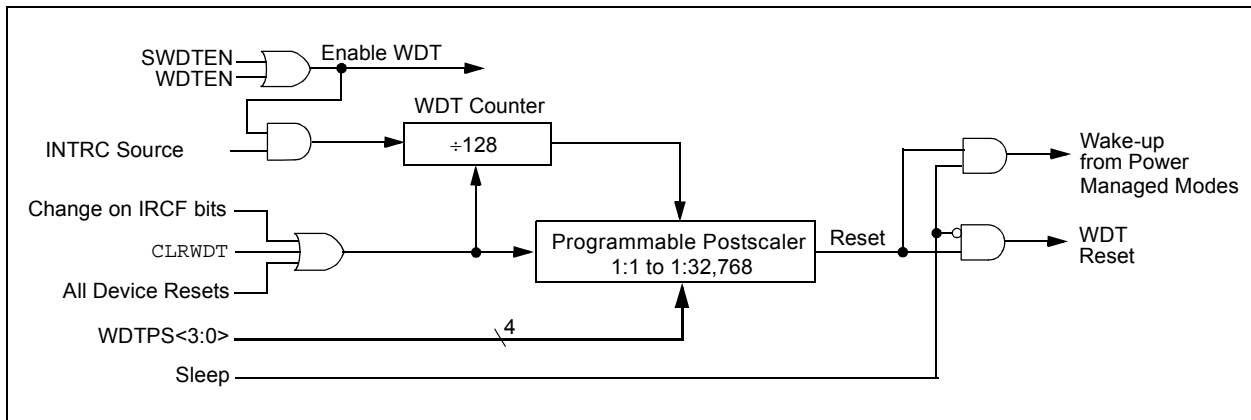 SWDTEN
WDTEN
Enable WDT
WDT Counter
÷128
INTRC Source
Wake-up
from Power
Managed Modes
Change on IRCF bits
CLRWDT
All Device Resets
Programmable Postscaler
1:1 to 1:32,768
Reset
WDT
Reset
WDTPS<3:0>
4
Sleep